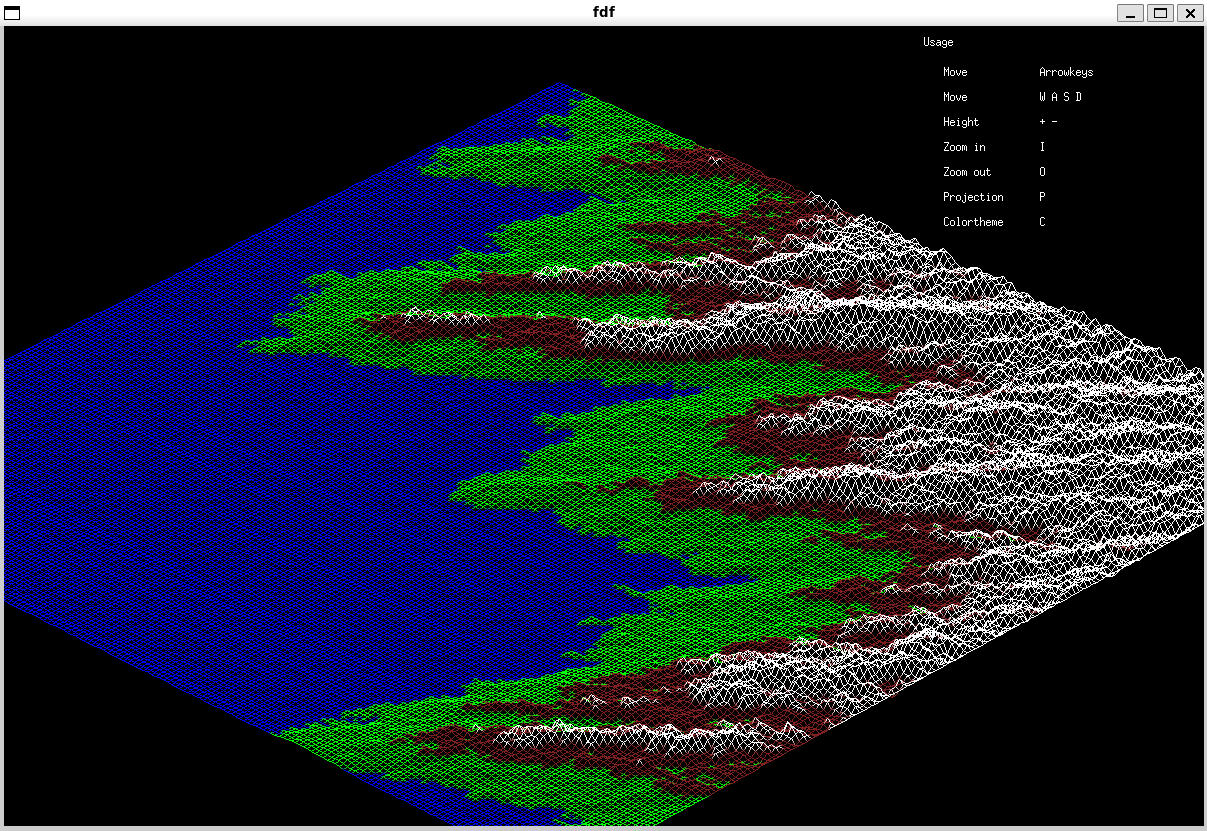 fdf
Usage
Move Arrowkeys
Move W A S D
Height + -
Zoom in I
Zoom out O
Projection P
Colortheme C